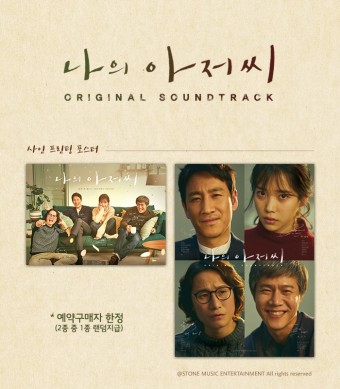 나의 아저씨
ORIGINAL SOUNDTRACK
사인 프린팅 포스터
나의 아저씨
나의 아저씨
* 예약구매자 한정
(2종 중 1종 랜덤지급)
@STONE MUSIC ENTERTAINMENT All rights reserved